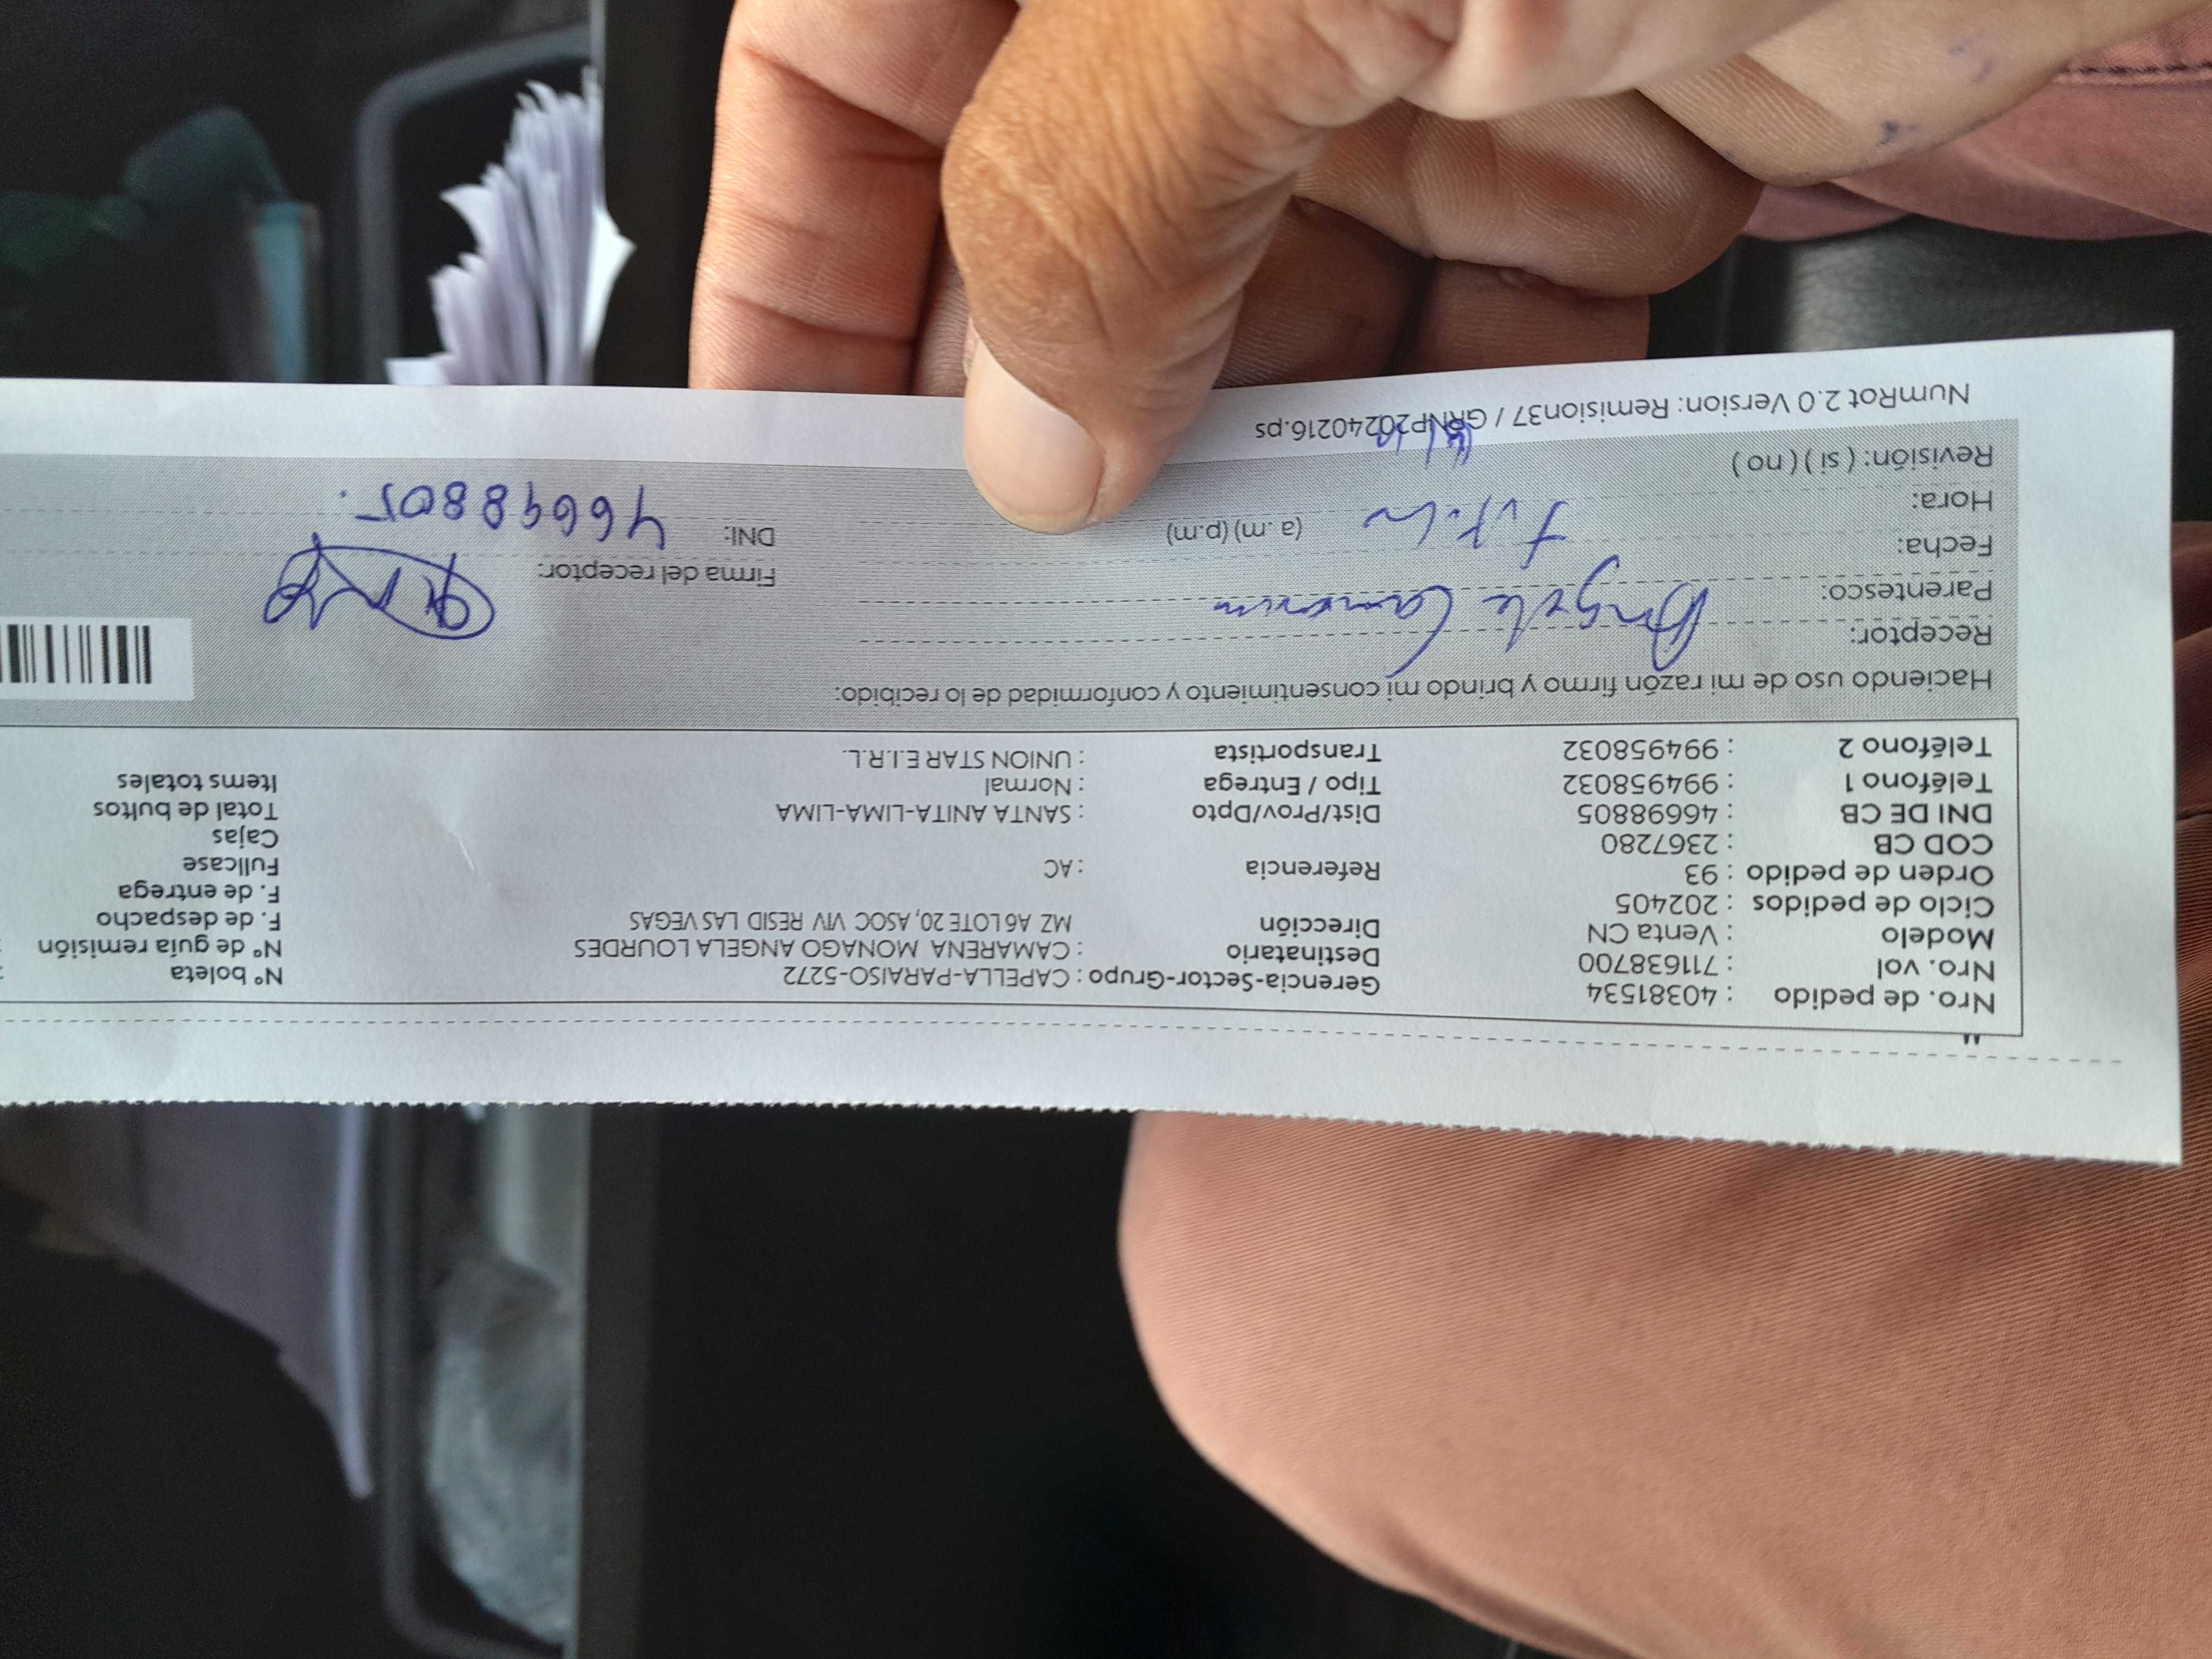 Nro. de pedido : 40381534 Gerencia-Sector-Grupo : CAPELLA-PARAISO-5272 N° boleta
Nro. vol : 711638700 Destinatario : CAMARENA MONAGO ANGELA LOURDES N° de guía remisión
Modelo : Venta CN Dirección MZ A6 LOTE 20, ASOC VIV RESID LAS VEGAS F. de despacho
Ciclo de pedidos : 202405 F. de entrega
Orden de pedido : 93 Referencia : AC Fullcase
COD CB : 2367280 Cajas
DNI DE CB : 46698805 Dist/Prov/Dpto : SANTA ANITA-LIMA-LIMA Total de bultos
Teléfono 1 : 994958032 Tipo / Entrega : Normal Items totales
Teléfono 2 : 994958032 Transportista : UNION STAR E.I.R.L.
Haciendo uso de mi razón firmo y brindo mi consentimiento y conformidad de lo recibido:
Receptor: Angela Camarena
Parentesco: Firma del receptor:
Fecha: DNI: 46698805.
Hora: (a.m) (p.m)
Revisión: ( si ) ( no )
NumRot 2.0 Version: Remision37 / GRNP20240216.ps